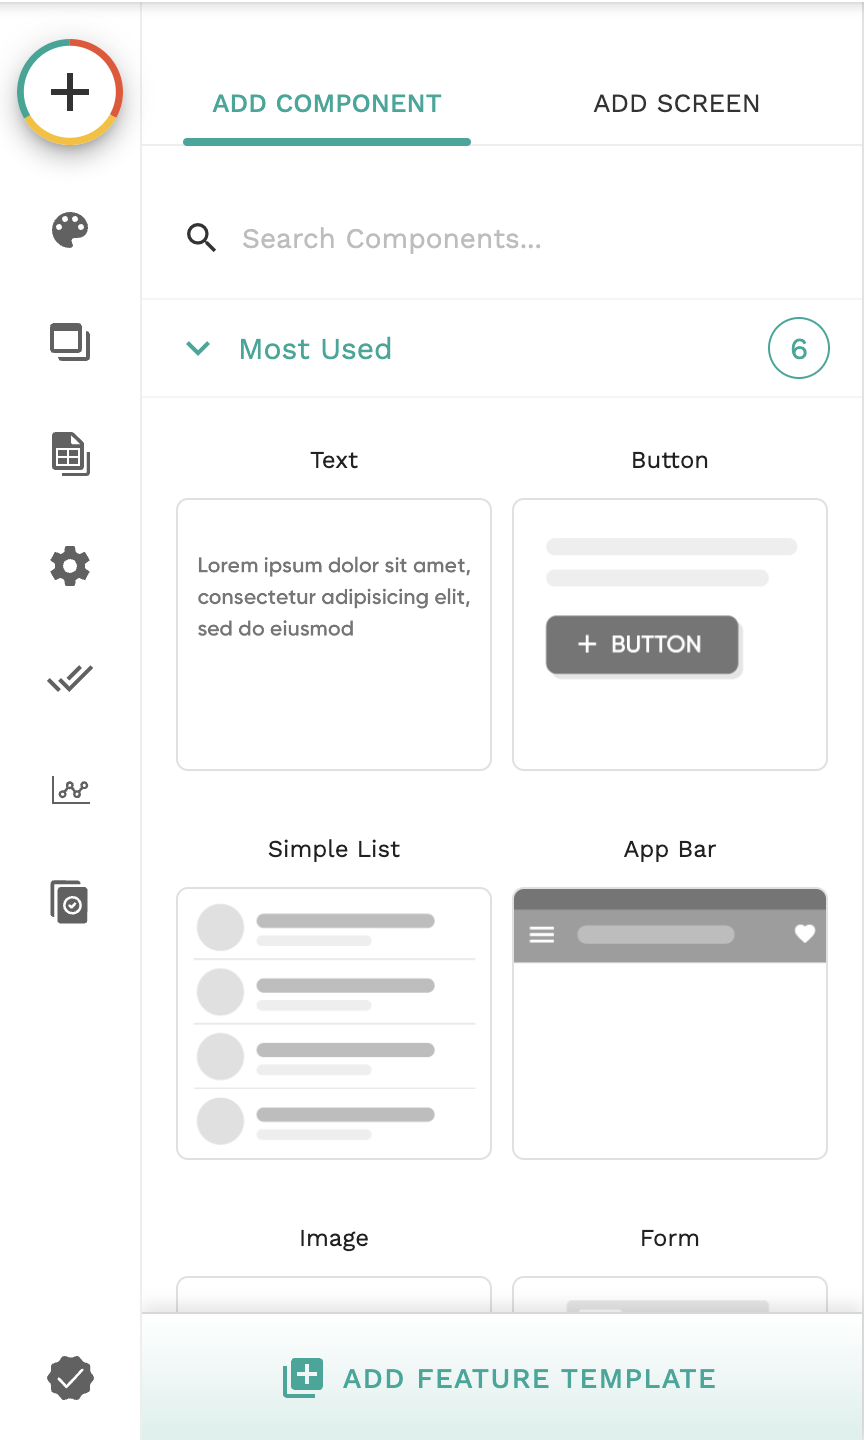 ADD COMPONENT
ADD SCREEN
Search Components...
Most Used
6
Text
Button
Lorem ipsum dolor sit amet,
consectetur adipisicing elit,
sed do eiusmod
+ BUTTON
Simple List
App Bar
Image
Form
ADD FEATURE TEMPLATE